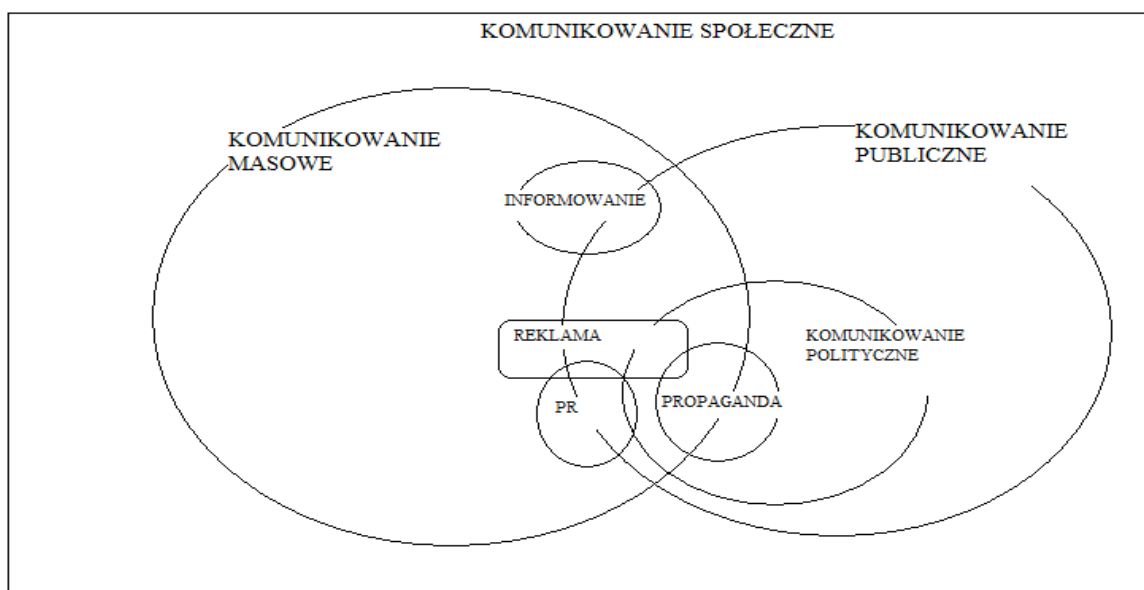 KOMUNIKOWANIE SPOŁECZNE
KOMUNIKOWANIE
MASOWE
KOMUNIKOWANIE
PUBLICZNE
INFORMOWANIE
REKLAMA
KOMUNIKOWANIE
POLITYCZNE
PR
PROPAGANDA